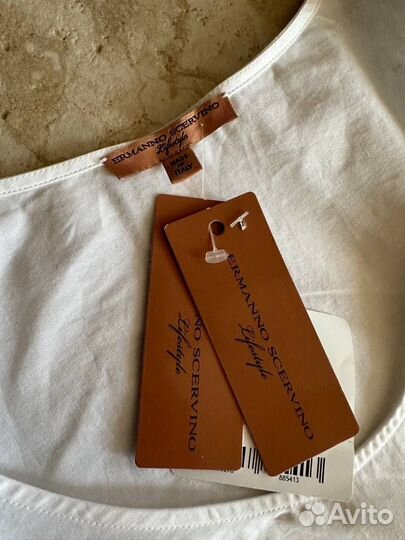 ERMANNO SCERVINO
Lifestyle
MADE
IN
ITALY
ERMANNO SCERVINO
Lifestyle
NO SCERVINO
Lifestyle
885413
Avito